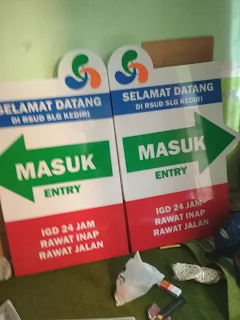 SELAMAT DATANG
DI RSUD SLG KEDIRI
MASUK
ENTRY
IGD 24 JAM
RAWAT INAP
RAWAT JALAN
SELAMAT DATANG
DI RSUD SLG KEDIRI
MASUK
ENTRY
IGD 24 JAM
RAWAT INAP
RAWAT JALAN